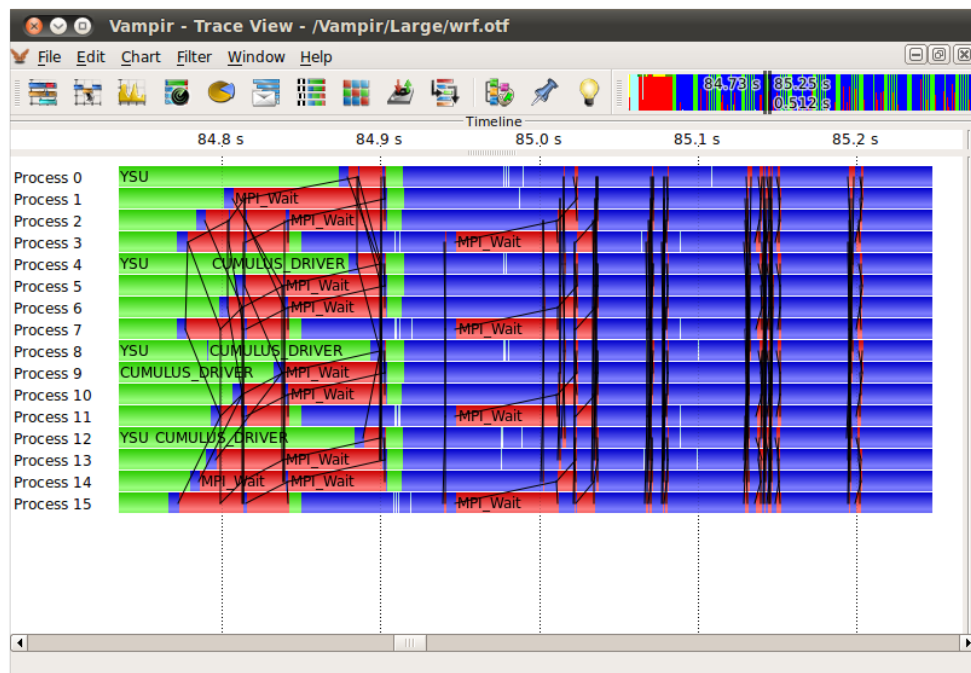 Vampir - Trace View - /Vampir/Large/wrf.otf
File Edit Chart Filter Window Help
84.73 s 85.25 s
0.512 s
Timeline
84.8 s 84.9 s 85.0 s 85.1 s 85.2 s
Process 0 YSU
Process 1 MPI_Wait
Process 2 MPI_Wait
Process 3 MPI_Wait
Process 4 YSU CUMULUS_DRIVER
Process 5 MPI_Wait
Process 6 MPI_Wait
Process 7 MPI_Wait
Process 8 YSU CUMULUS_DRIVER
Process 9 CUMULUS_DRIVER MPI_Wait
Process 10 MPI_Wait
Process 11 MPI_Wait
Process 12 YSU CUMULUS_DRIVER
Process 13 MPI_Wait
Process 14 MPI_Wait MPI_Wait
Process 15 MPI_Wait